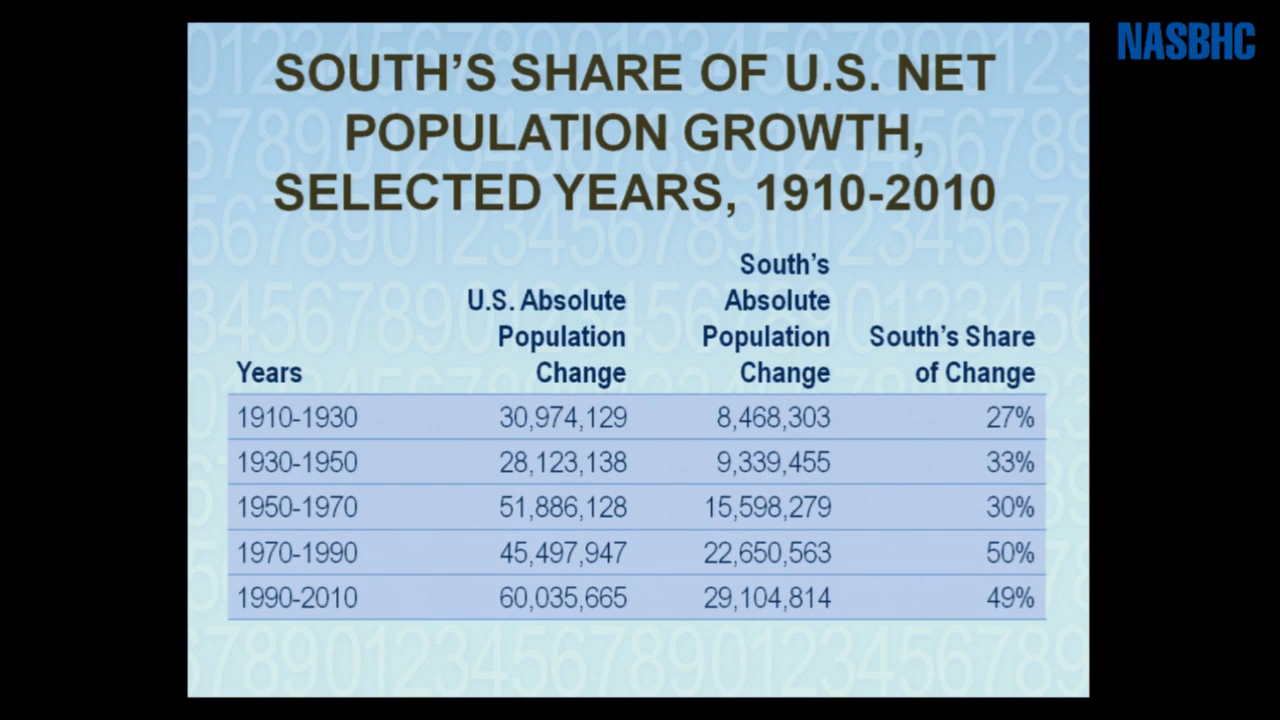 NASBHC
SOUTH'S SHARE OF U.S. NET
POPULATION GROWTH,
SELECTED YEARS, 1910-2010
Years
U.S. Absolute
Population
Change
South's
Absolute
Population
Change
South's Share
of Change
1910-1930 30,974,129 8,468,303 27%
1930-1950 28,123,138 9,339,455 33%
1950-1970 51,886,128 15,598,279 30%
1970-1990 45,497,947 22,650,563 50%
1990-2010 60,035,665 29,104,814 49%